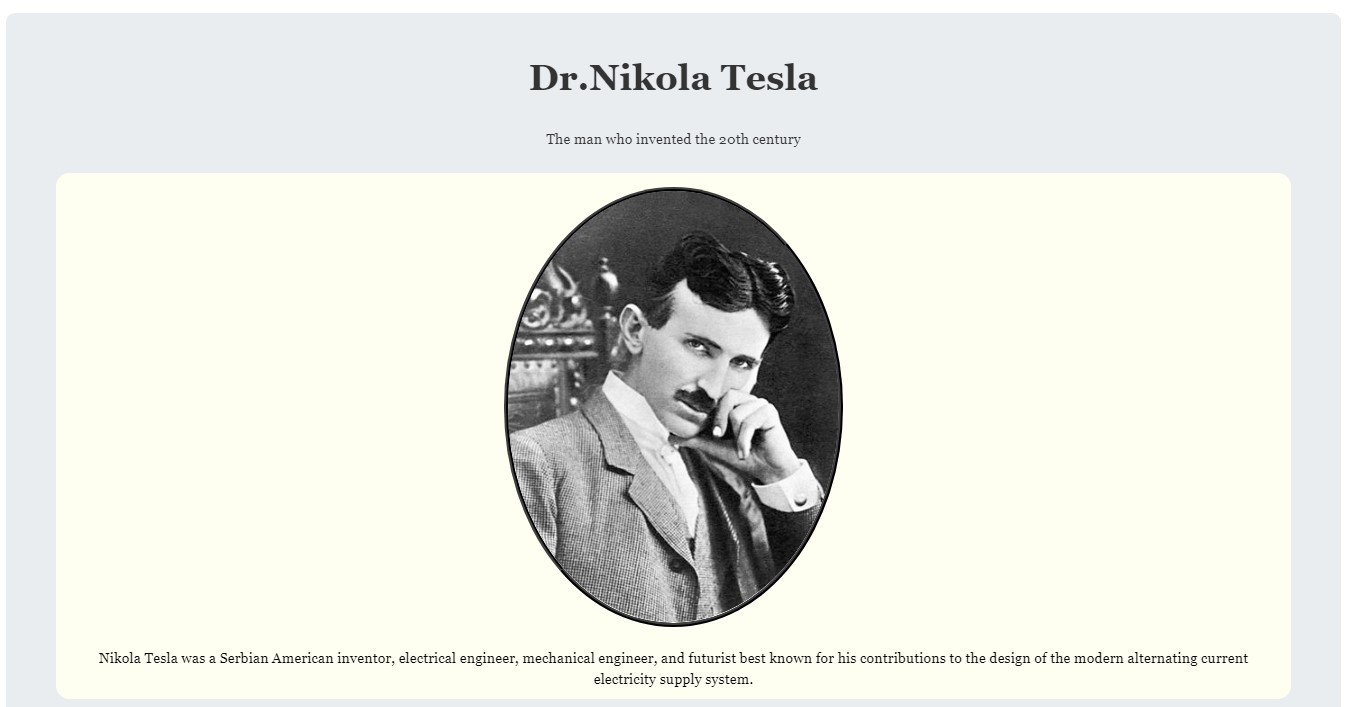 Dr.Nikola Tesla
The man who invented the 20th century
Nikola Tesla was a Serbian American inventor, electrical engineer, mechanical engineer, and futurist best known for his contributions to the design of the modern alternating current
electricity supply system.